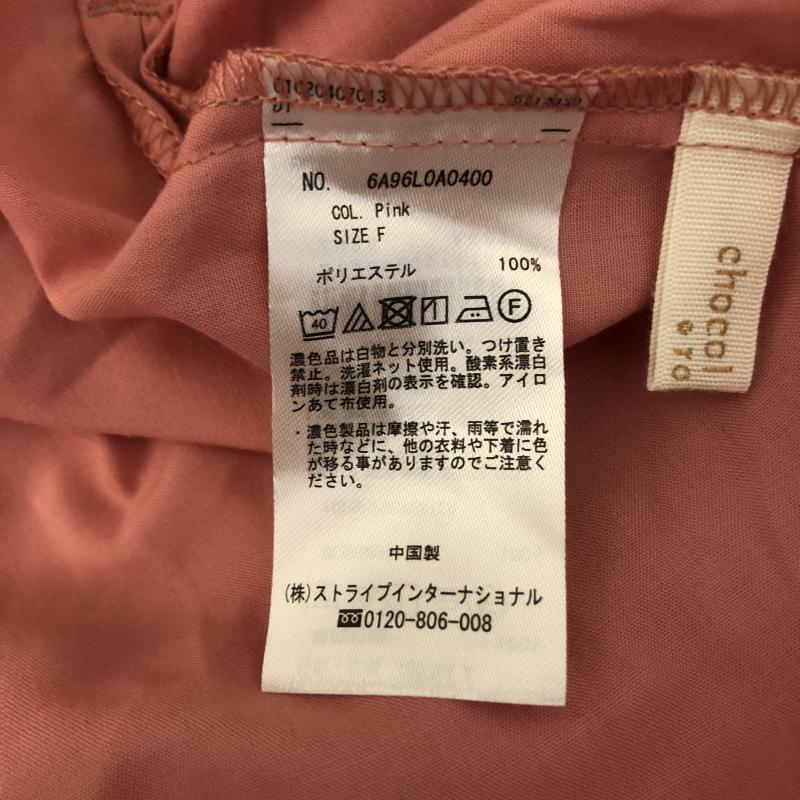 NO. 6A96L0A0400
COL. Pink
SIZE F
ポリエステル 100%
40
F
濃色品は白物と分別洗い。つけ置き
禁止。洗濯ネット使用。酸素系漂白
剤時は漂白剤の表示を確認。アイロ
ンあて布使用。
・濃色製品は摩擦や汗、雨等で濡れ
た時などに、他の衣料や下着に色
が移る事がありますのでご注意く
ださい。
中国製
(株)ストライプインターナショナル
0120-806-008
chocol